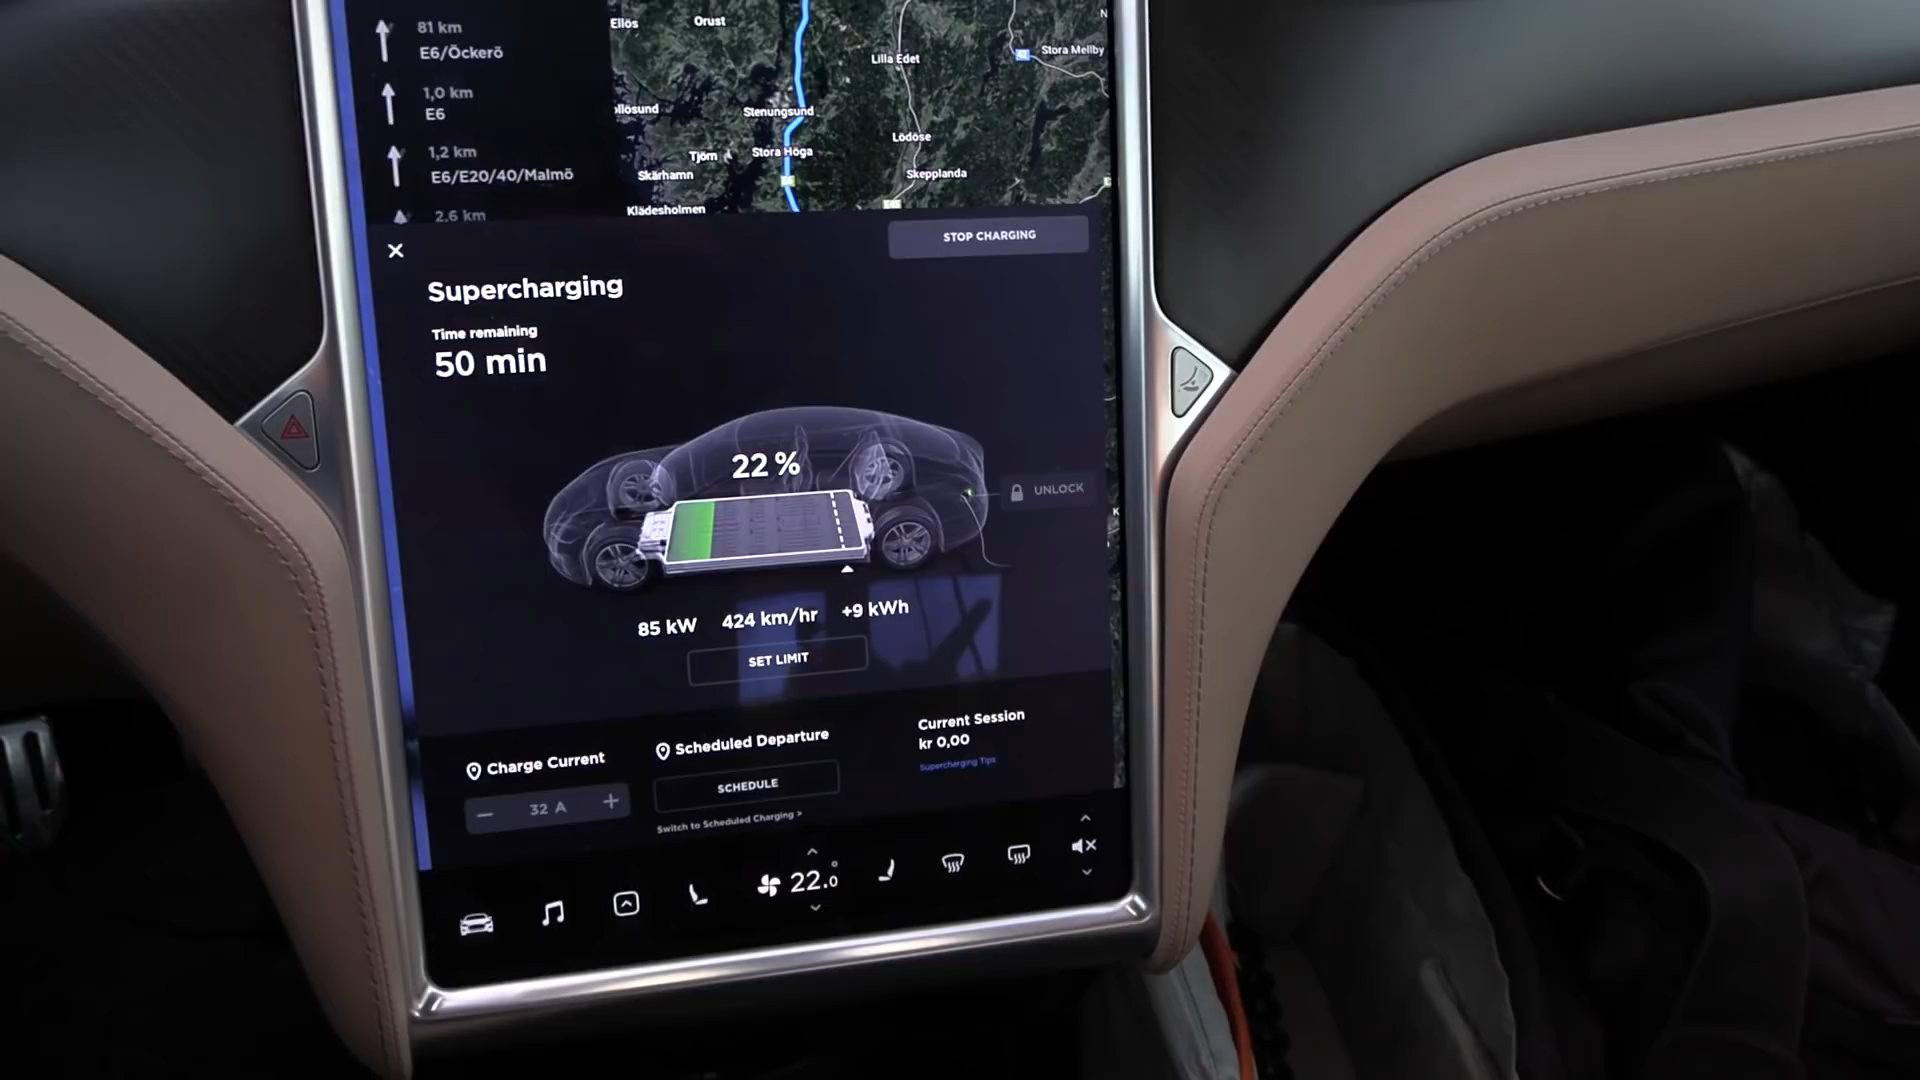 81 km
E6/Öckerö
1,0 km
E6
1,2 km
E6/E20/40/Malmö
2,6 km
Ellös
Orust
Lilla Edet
Stora Mellby
Stenungsund
Lödöse
Tjörn
Stora Höga
Skärhamn
Skepplanda
Klädesholmen
STOP CHARGING
Supercharging
Time remaining
50 min
22 %
UNLOCK
85 kW 424 km/hr +9 kWh
SET LIMIT
Charge Current
32 A
Scheduled Departure
SCHEDULE
Switch to Scheduled Charging >
Current Session
kr 0,00
Supercharging Tips
22.0